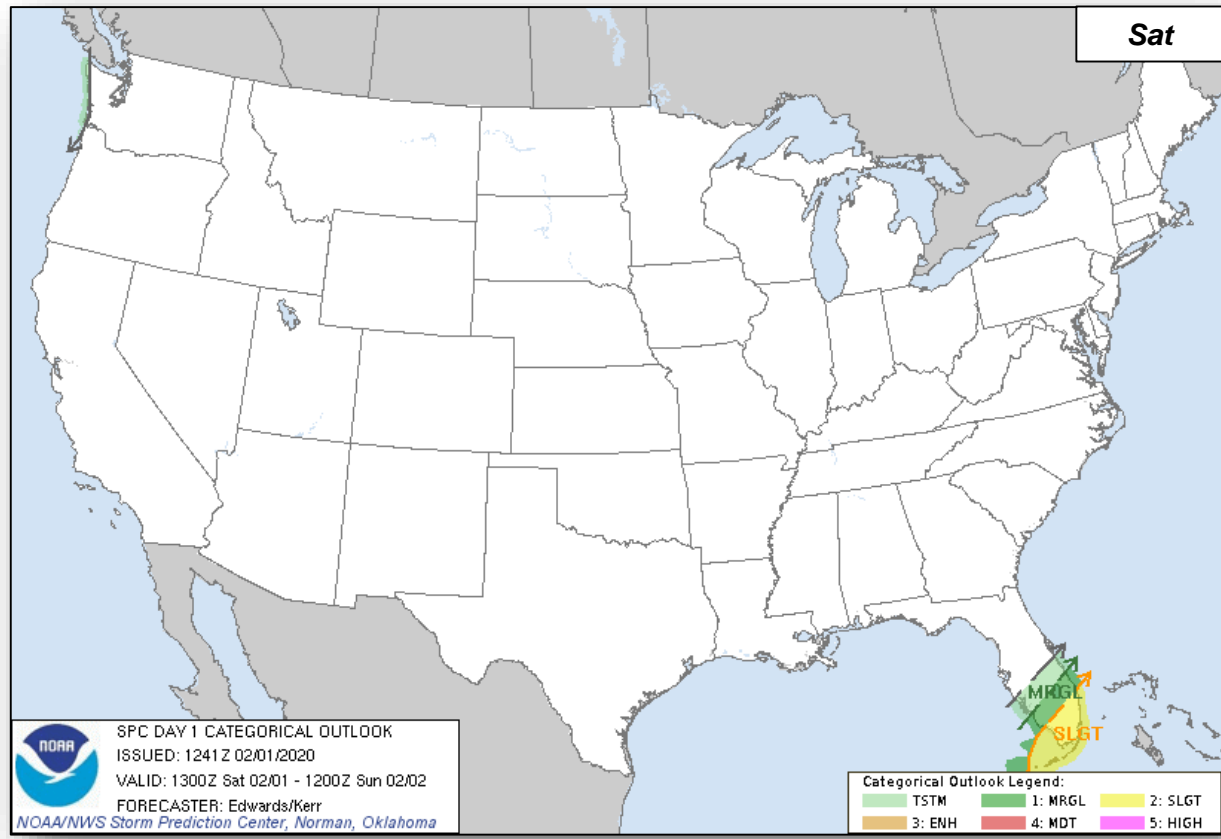 Sat
MRGL
SLGT
NOAA
SPC DAY 1 CATEGORICAL OUTLOOK
ISSUED: 1241Z 02/01/2020
VALID: 1300Z Sat 02/01 - 1200Z Sun 02/02
FORECASTER: Edwards/Kerr
NOAA/NWS Storm Prediction Center, Norman, Oklahoma
Categorical Outlook Legend:
TSTM 1: MRGL 2: SLGT
3: ENH 4: MDT 5: HIGH